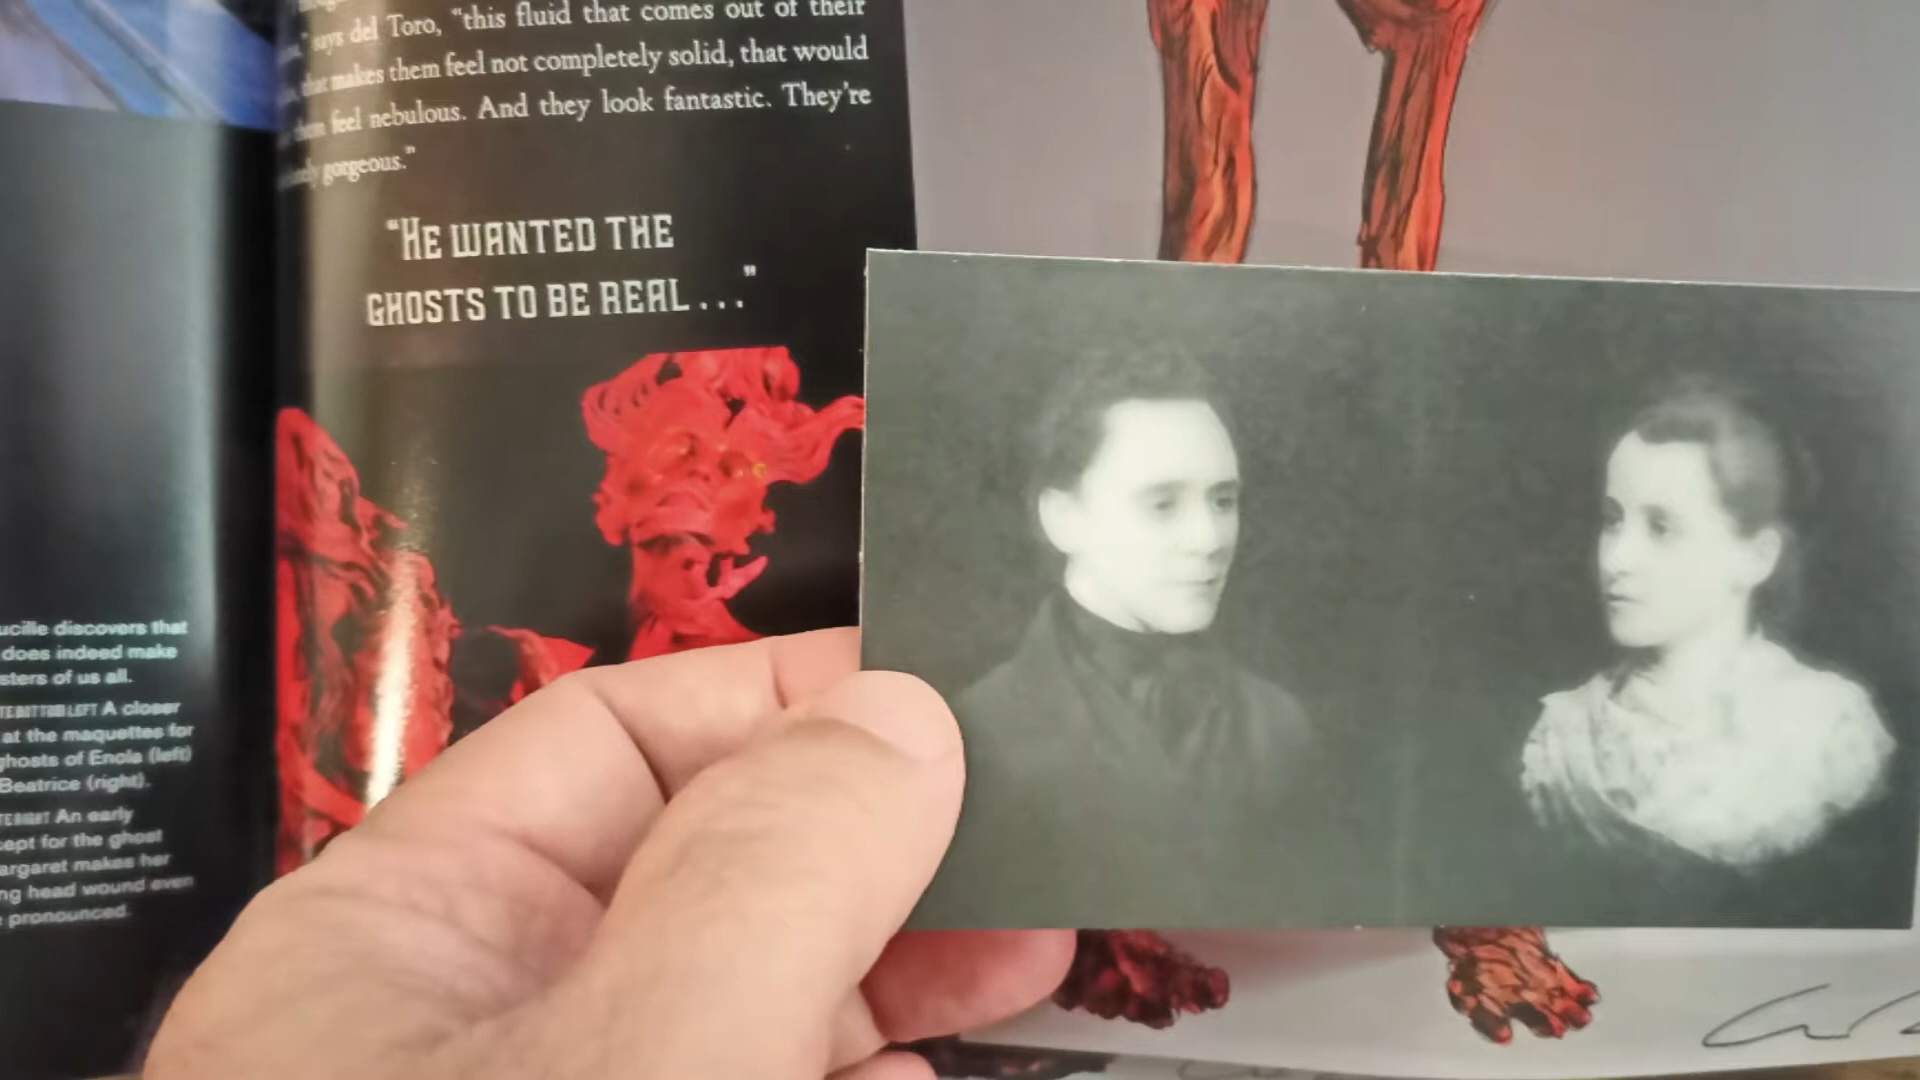 says del Toro, "this fluid that comes out of their
that makes them feel not completely solid, that would
them feel nebulous. And they look fantastic. They're
gorgeous."
"HE WANTED THE
GHOSTS TO BE REAL . . ."
ucille discovers that
does indeed make
sters of us all.
A closer
at the maquettes for
ghosts of Enola (left)
Beatrice (right).
An early
cept for the ghost
argaret makes her
ng head wound even
pronounced.